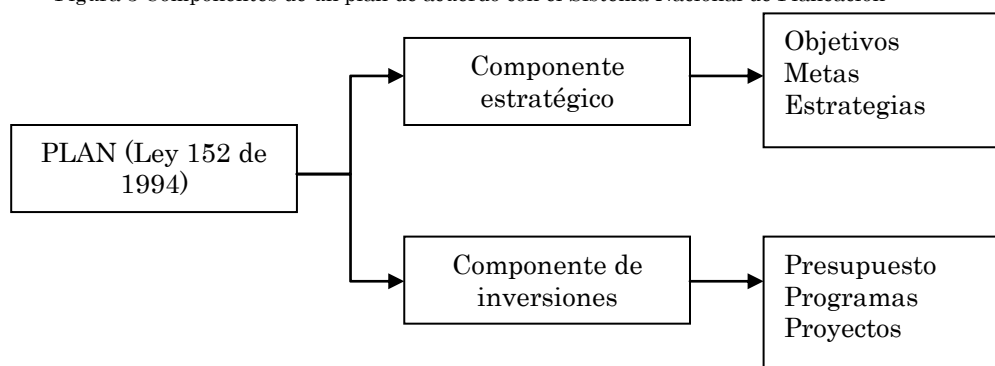 Componentes de un plan de acuerdo con el Sistema Nacional de Planeación
PLAN (Ley 152 de
1994)
Componente
estratégico
Objetivos
Metas
Estrategias
Componente de
inversiones
Presupuesto
Programas
Proyectos